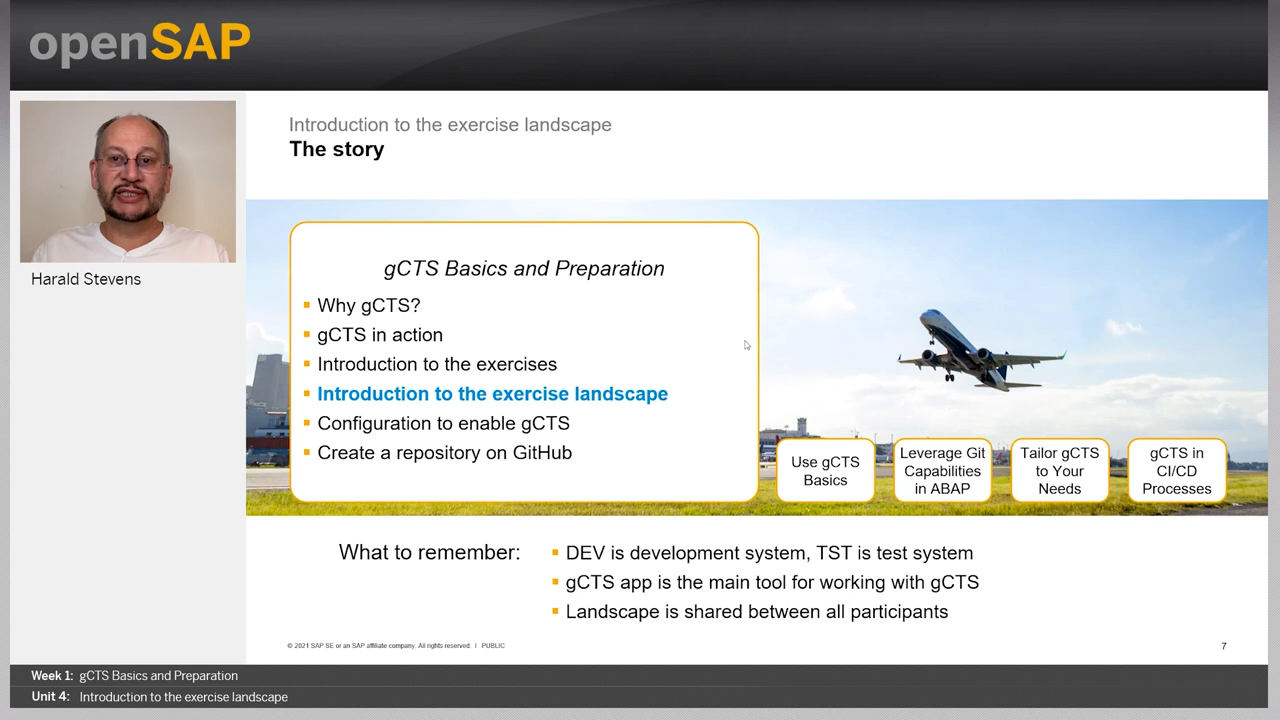 openSAP
Harald Stevens
Introduction to the exercise landscape
The story
gCTS Basics and Preparation
Why gCTS?
gCTS in action
Introduction to the exercises
Introduction to the exercise landscape
Configuration to enable gCTS
Create a repository on GitHub
Use gCTS
Basics
Leverage Git
Capabilities
in ABAP
Tailor gCTS
to Your
Needs
gCTS in
CI/CD
Processes
What to remember:
DEV is development system, TST is test system
gCTS app is the main tool for working with gCTS
Landscape is shared between all participants
© 2021 SAP SE or an SAP affiliate company. All rights reserved. I PUBLIC
7
Week 1: gCTS Basics and Preparation
Unit 4: Introduction to the exercise landscape